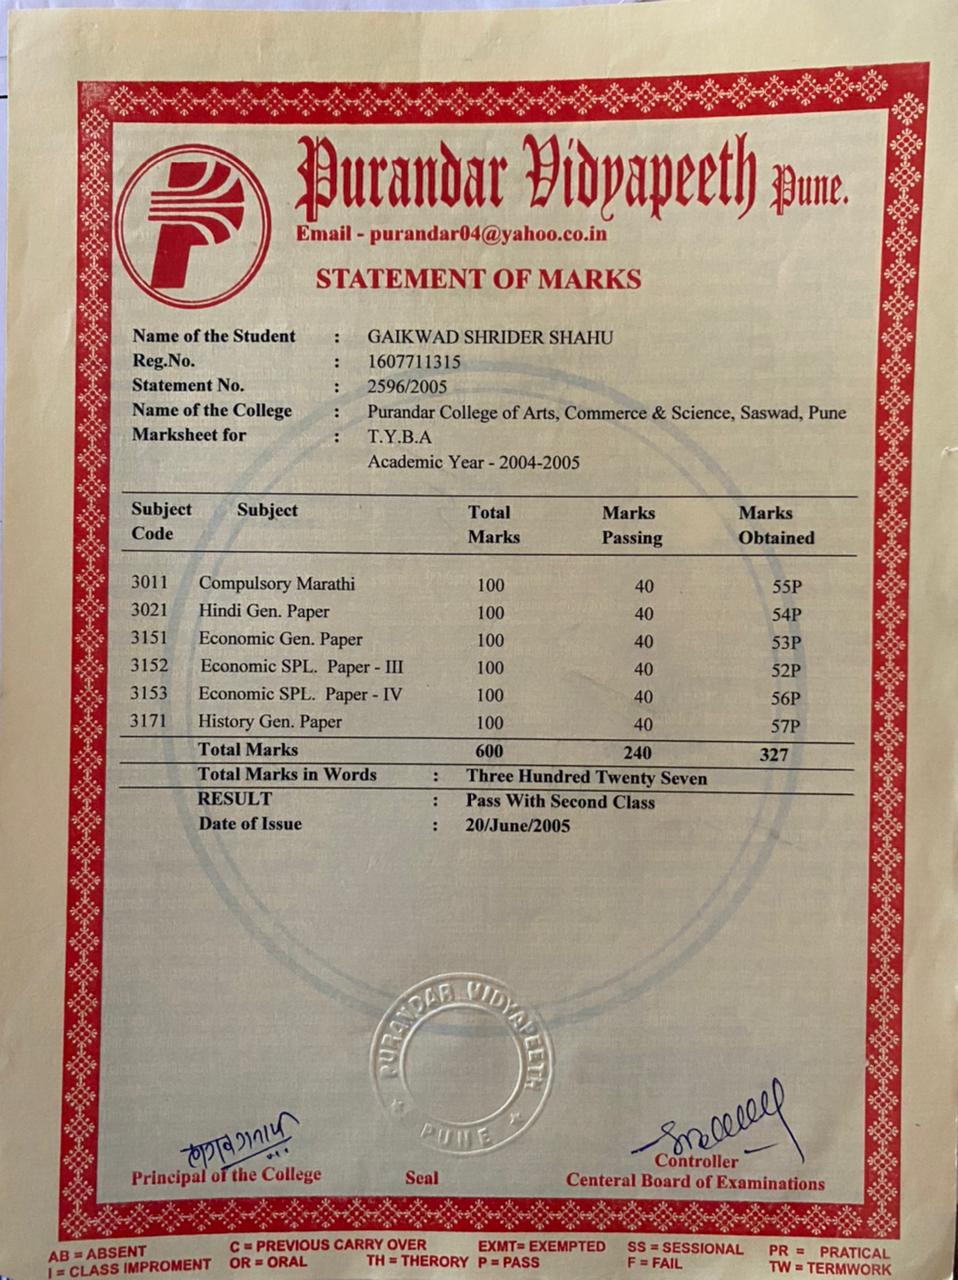 Purandar Vidyapeeth Pune.
Email - purandar04@yahoo.co.in
STATEMENT OF MARKS
Name of the Student : GAIKWAD SHRIDER SHAHU
Reg.No. : 1607711315
Statement No. : 2596/2005
Name of the College : Purandar College of Arts, Commerce & Science, Saswad, Pune
Marksheet for : T.Y.B.A
Academic Year - 2004-2005
Subject Code Subject Total Marks Marks Passing Marks Obtained
3011 Compulsory Marathi 100 40 55P
3021 Hindi Gen. Paper 100 40 54P
3151 Economic Gen. Paper 100 40 53P
3152 Economic SPL. Paper - III 100 40 52P
3153 Economic SPL. Paper - IV 100 40 56P
3171 History Gen. Paper 100 40 57P
Total Marks 600 240 327
Total Marks in Words : Three Hundred Twenty Seven
RESULT : Pass With Second Class
Date of Issue : 20/June/2005
PURANDAR VIDYAPEETH
PUNE
Principal of the College Seal Controller
Centeral Board of Examinations
AB = ABSENT C = PREVIOUS CARRY OVER EXMT= EXEMPTED SS = SESSIONAL PR = PRATICAL
I = CLASS IMPROMENT OR = ORAL TH = THERORY P = PASS F = FAIL TW = TERMWORK